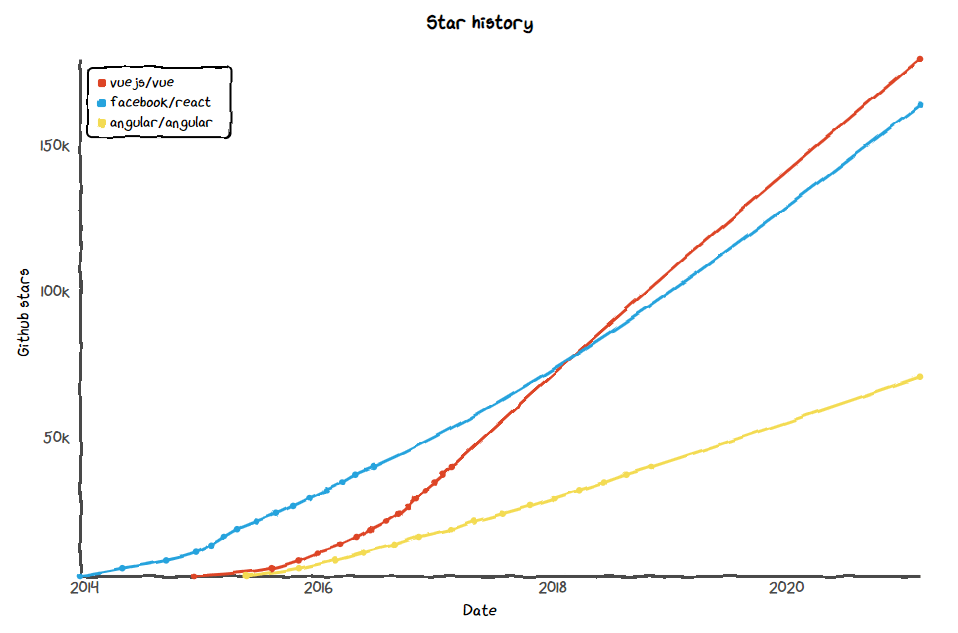 Star history
vuejs/vue
facebook/react
angular/angular
150k
100k
50k
Github stars
2014
2016
2018
2020
Date